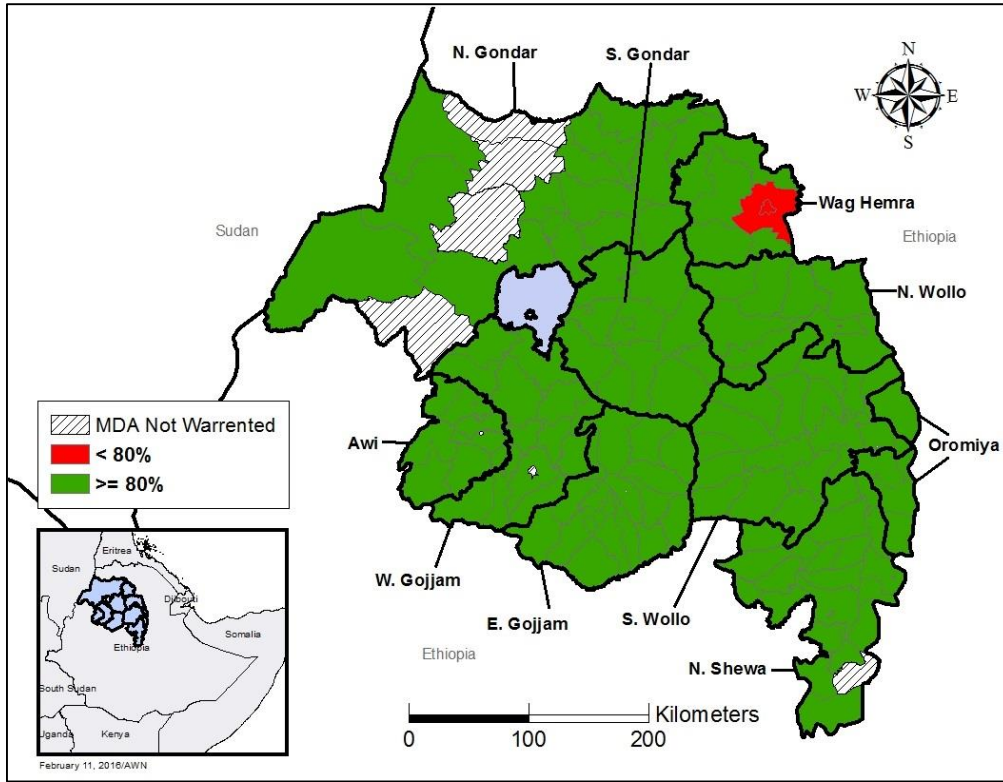 N. Gondar
S. Gondar
N
W
E
S
Wag Hemra
Sudan
Ethiopia
N. Wollo
MDA Not Warrented
< 80%
>= 80%
Awi
Oromiya
W. Gojjam
E. Gojjam
S. Wollo
N. Shewa
Ethiopia
Kilometers
0
100
200
Eritrea
Sudan
Djibouti
Somalia
Ethiopia
South Sudan
Uganda
Kenya
February 11, 2016/AWN